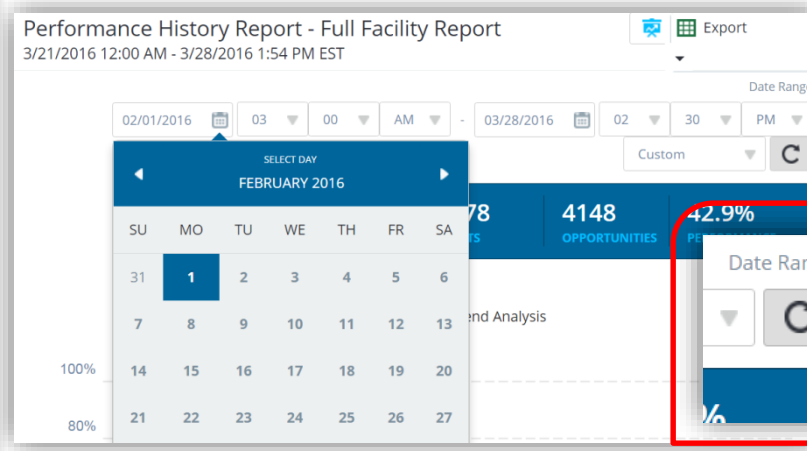 Performance History Report - Full Facility Report
Export
3/21/2016 12:00 AM - 3/28/2016 1:54 PM EST
Date Range
02/01/2016 03 00 AM - 03/28/2016 02 30 PM
Custom
SELECT DAY
FEBRUARY 2016
78 4148 42.9%
TS OPPORTUNITIES
SU MO TU WE TH FR SA
Date Ran
31 1 2 3 4 5 6
end Analysis
7 8 9 10 11 12 13
100%
14 15 16 17 18 19 20
%
80%
21 22 23 24 25 26 27